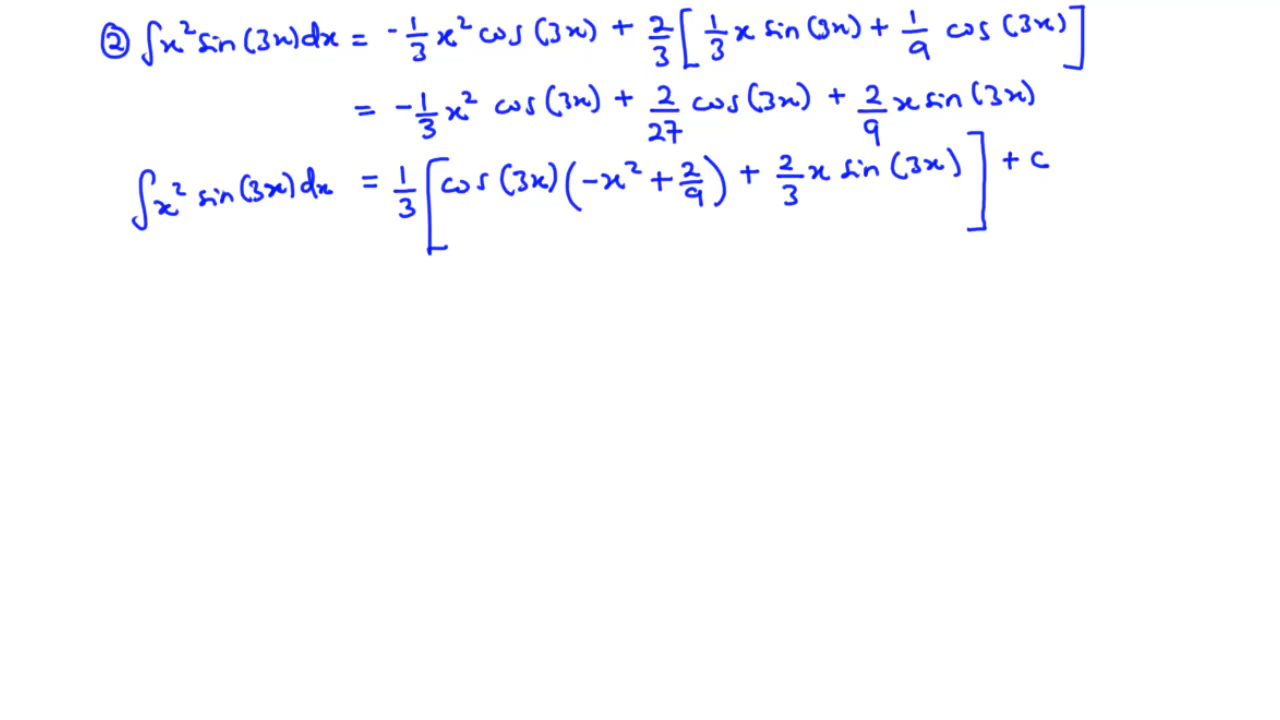 ② ∫x² sin (3x) dx = -1/3 x² cos (3x) + 2/3 [1/3 x sin (3x) + 1/9 cos (3x)]
= -1/3 x² cos (3x) + 2/27 cos (3x) + 2/9 x sin (3x)
∫x² sin (3x) dx = 1/3 [cos (3x) (-x² + 2/9) + 2/3 x sin (3x)] + c